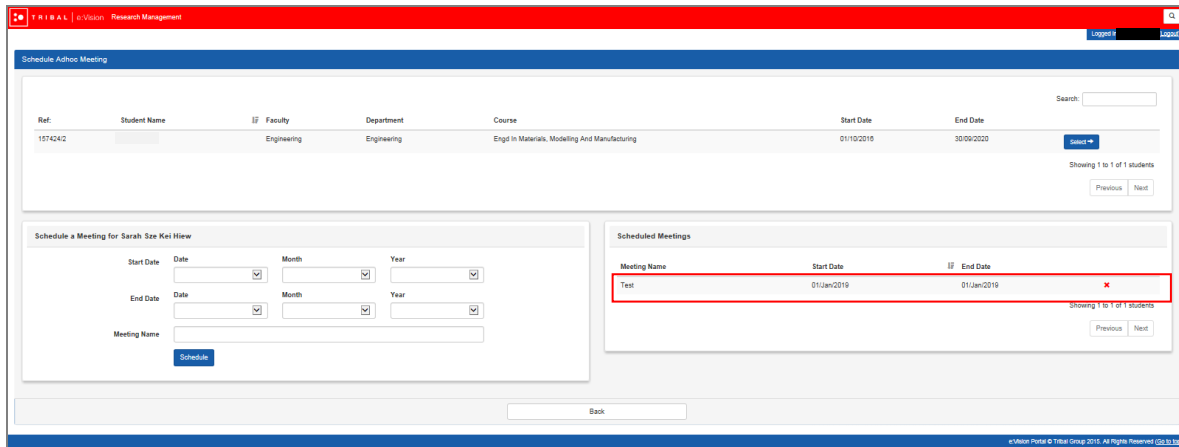 TRIBAL e:Vision Research Management
Logged in Logout
Schedule Adhoc Meeting
Search:
Ref: Student Name Faculty Department Course Start Date End Date
157424/2 Engineering Engineering Engd In Materials, Modelling And Manufacturing 01/10/2016 30/09/2020 Select
Showing 1 to 1 of 1 students
Previous Next
Schedule a Meeting for Sarah Sze Kei Hiew
Start Date Date Month Year
End Date Date Month Year
Meeting Name
Schedule
Scheduled Meetings
Meeting Name Start Date End Date
Test 01/Jan/2019 01/Jan/2019
Showing 1 to 1 of 1 students
Previous Next
Back
e:Vision Portal © Tribal Group 2015. All Rights Reserved (Go to